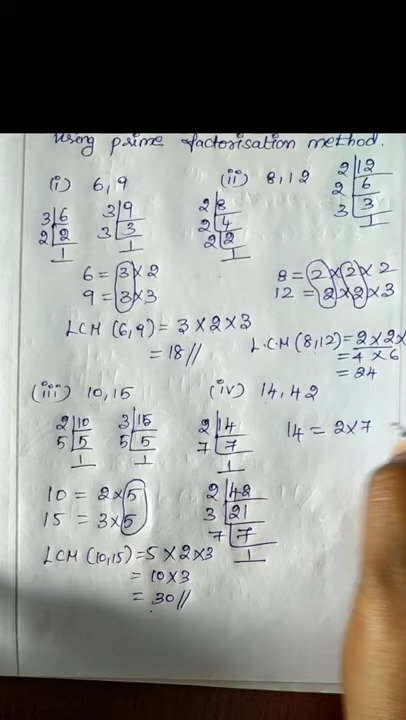 using prime factorisation method.
(i) 6, 9
3|6
2|2
1
3|9
3|3
1
6 = 3×2
9 = 3×3
LCM (6,9) = 3 × 2 × 3
= 18//
(ii) 8, 12
2|8
2|4
2|2
1
2|12
2|6
3|3
1
8 = 2×2×2
12 = 2×2×3
L.C.M (8,12) = 2×2×
= 4 × 6
= 24
(iii) 10, 15
2|10
5|5
1
3|15
5|5
1
10 = 2×5
15 = 3×5
LCM (10,15) = 5 × 2 × 3
= 10×3
= 30//
(iv) 14, 42
2|14
7|7
1
2|42
3|21
7|7
1
14 = 2×7